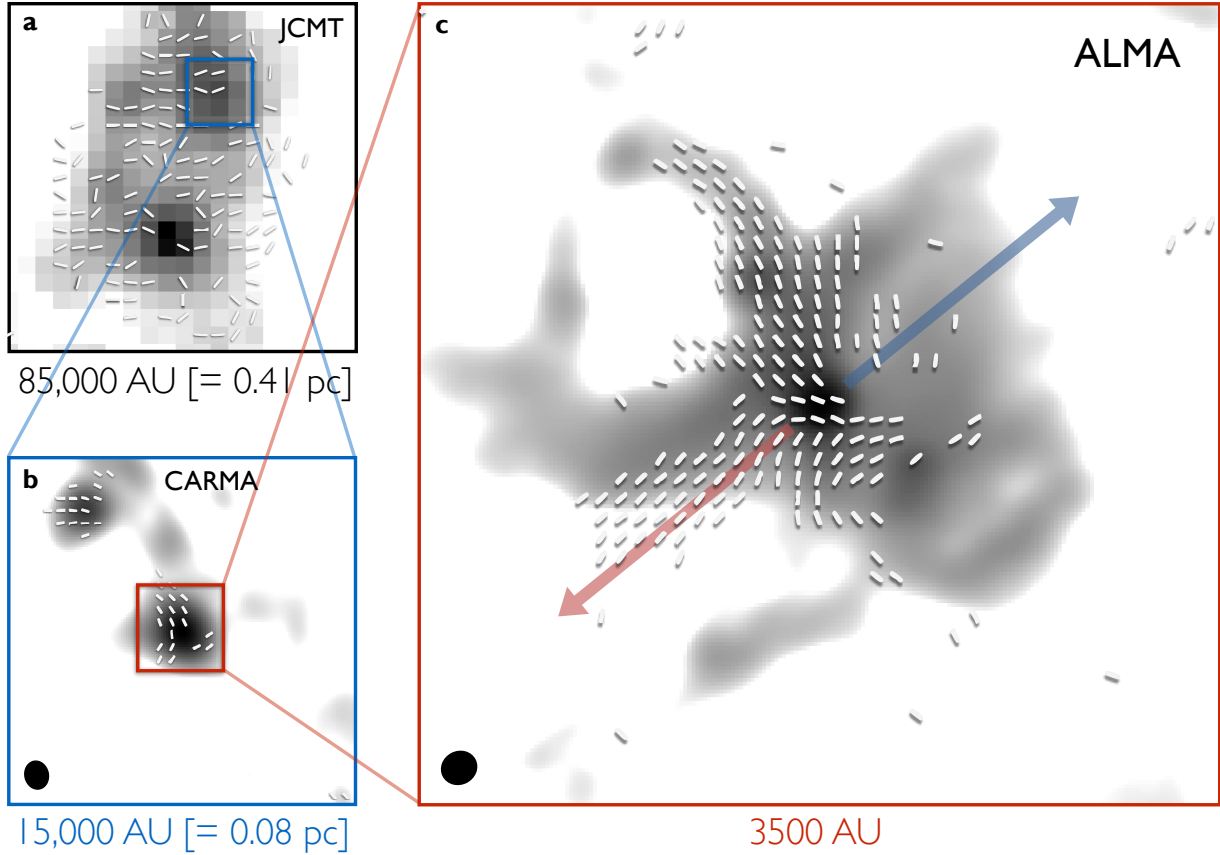 a
JCMT
c
ALMA
85,000 AU [= 0.41 pc]
b
CARMA
15,000 AU [= 0.08 pc]
3500 AU